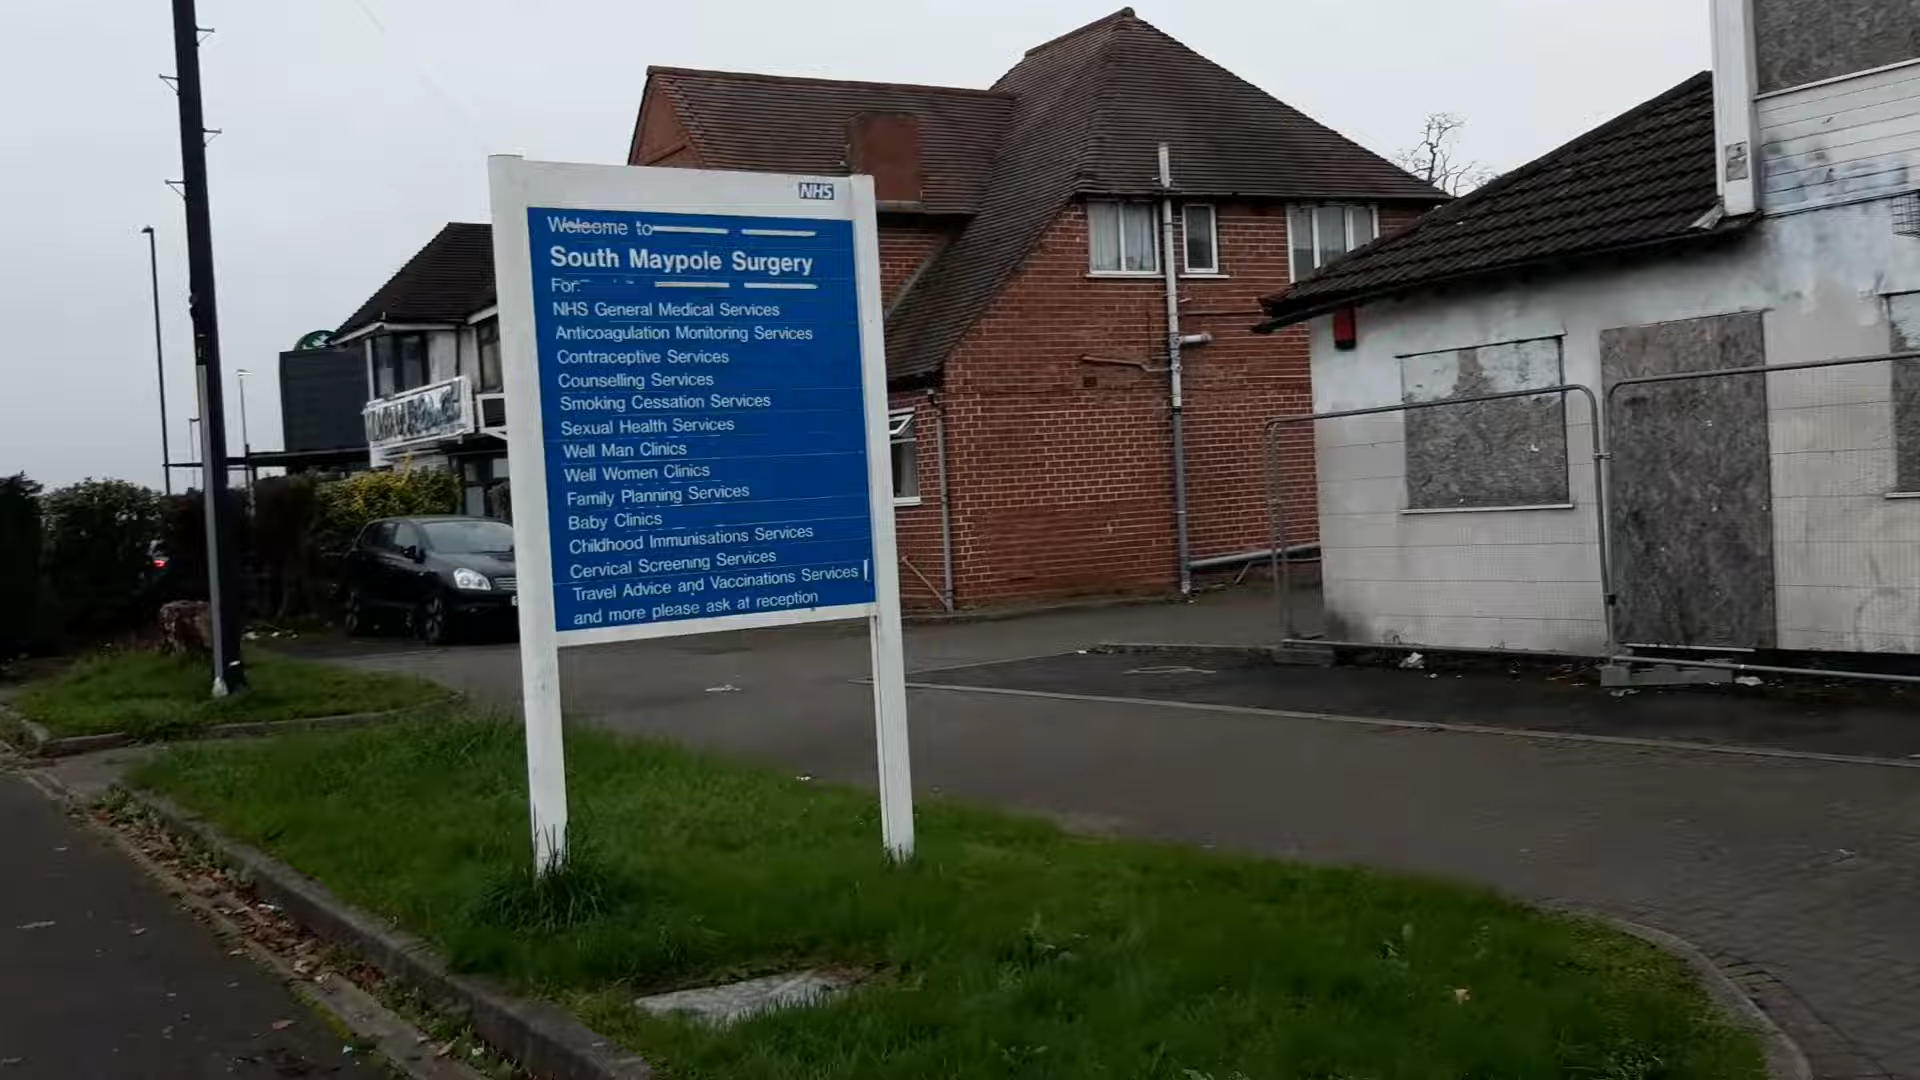 NHS
Welcome to
South Maypole Surgery
For:
NHS General Medical Services
Anticoagulation Monitoring Services
Contraceptive Services
Counselling Services
Smoking Cessation Services
Sexual Health Services
Well Man Clinics
Well Women Clinics
Family Planning Services
Baby Clinics
Childhood Immunisations Services
Cervical Screening Services
Travel Advice and Vaccinations Services
and more please ask at reception